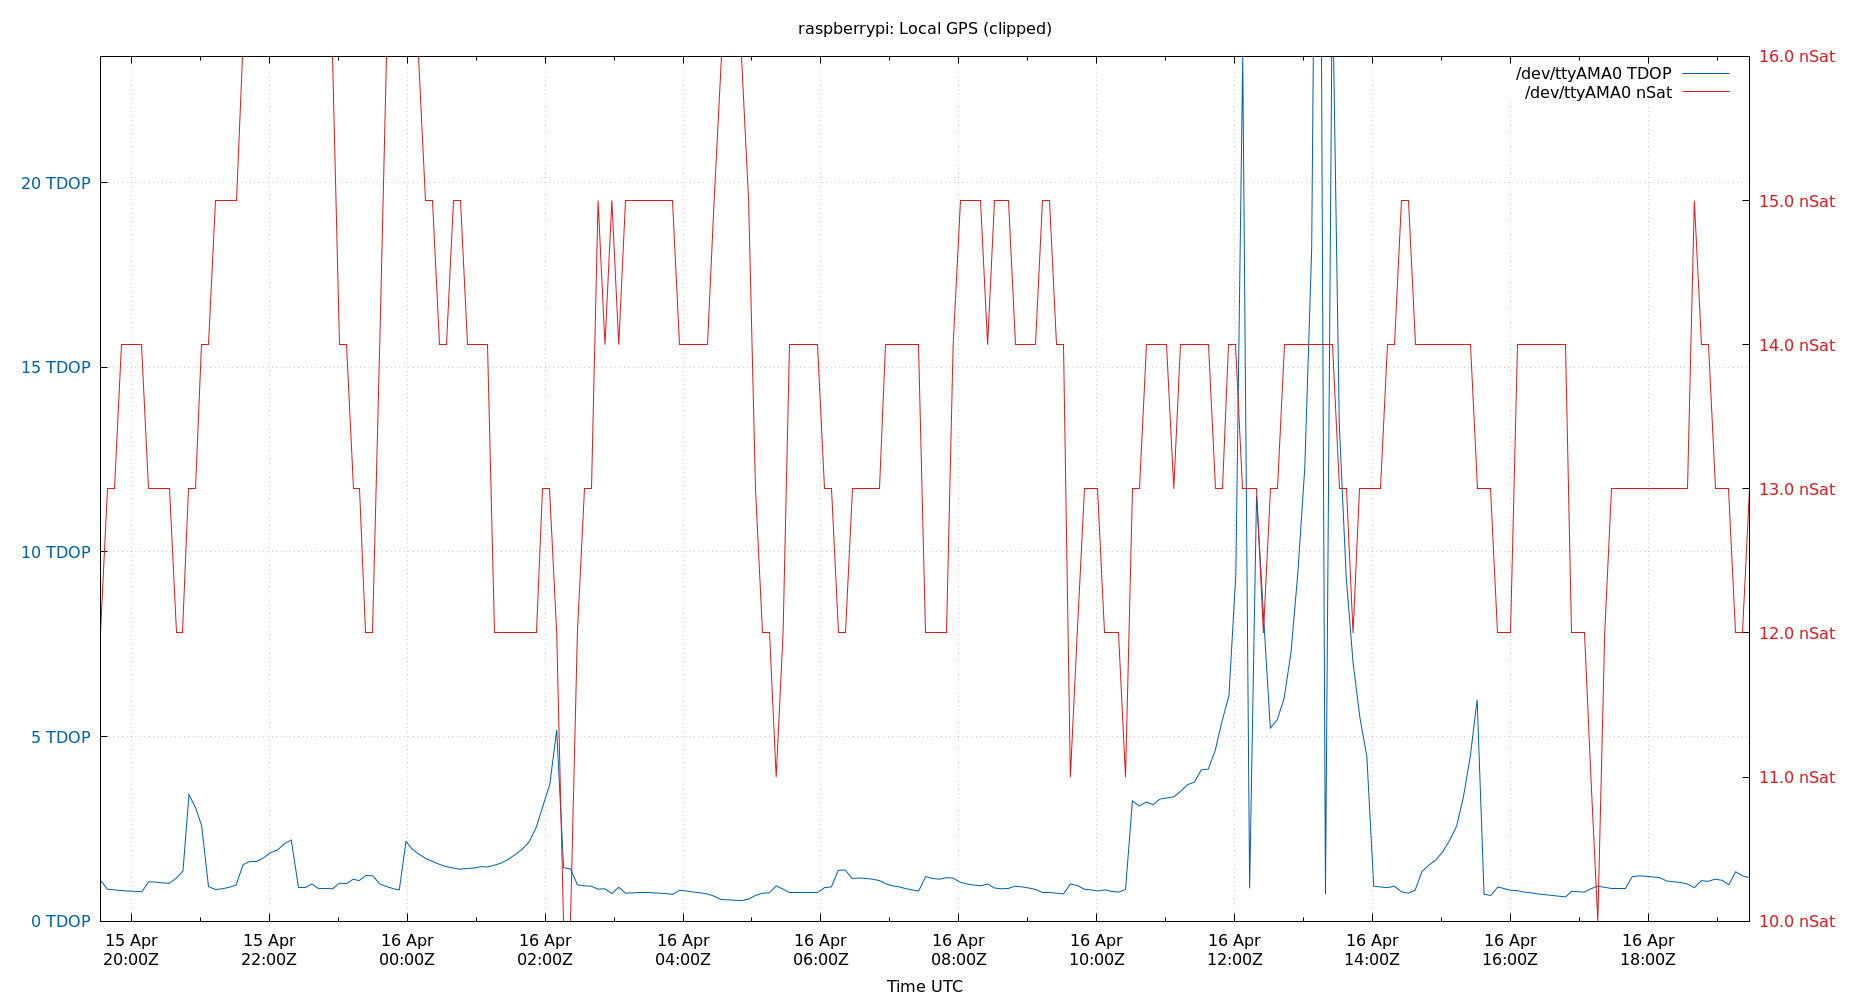 raspberrypi: Local GPS (clipped)
/dev/ttyAMA0 TDOP
/dev/ttyAMA0 nSat
20 TDOP
15 TDOP
10 TDOP
5 TDOP
0 TDOP
16.0 nSat
15.0 nSat
14.0 nSat
13.0 nSat
12.0 nSat
11.0 nSat
10.0 nSat
15 Apr
20:00Z
15 Apr
22:00Z
16 Apr
00:00Z
16 Apr
02:00Z
16 Apr
04:00Z
16 Apr
06:00Z
16 Apr
08:00Z
16 Apr
10:00Z
16 Apr
12:00Z
16 Apr
14:00Z
16 Apr
16:00Z
16 Apr
18:00Z
Time UTC